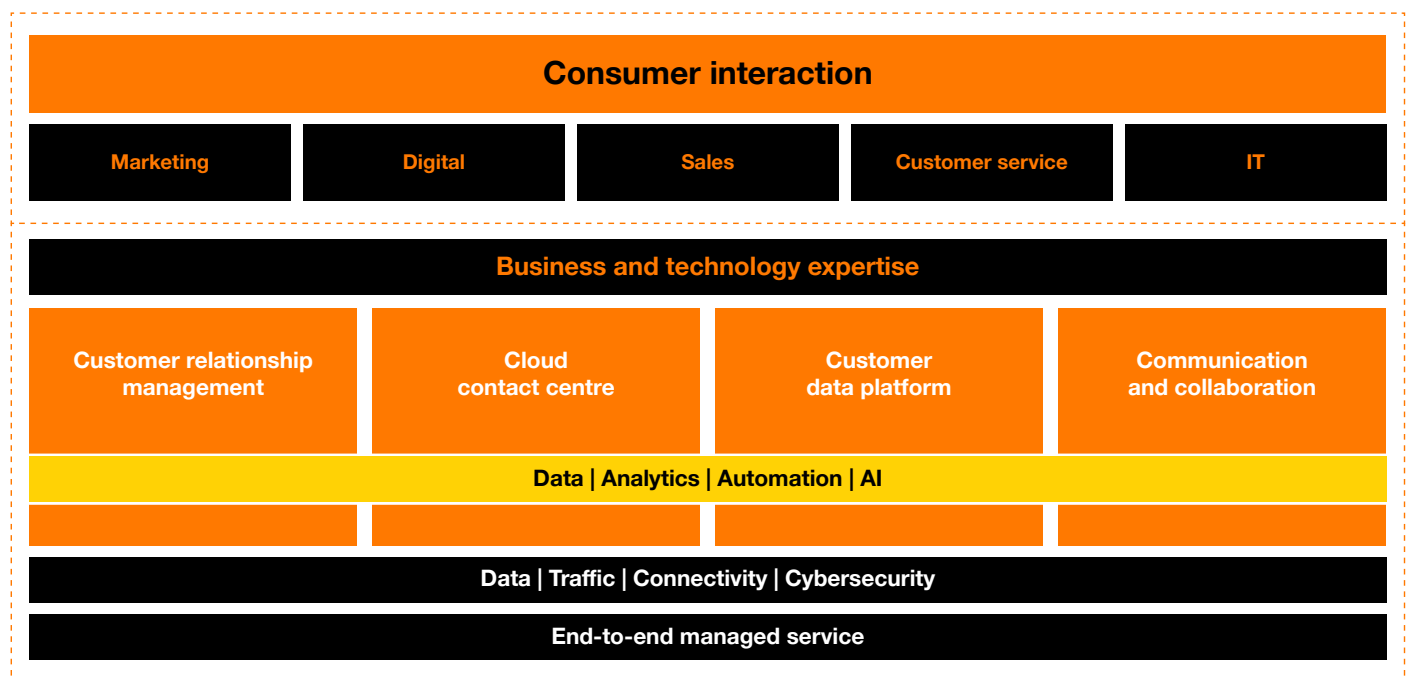 Consumer interaction
Marketing
Digital
Sales
Customer service
IT
Business and technology expertise
Customer relationship
management
Cloud
contact centre
Customer
data platform
Communication
and collaboration
Data | Analytics | Automation | AI
Data | Traffic | Connectivity | Cybersecurity
End-to-end managed service